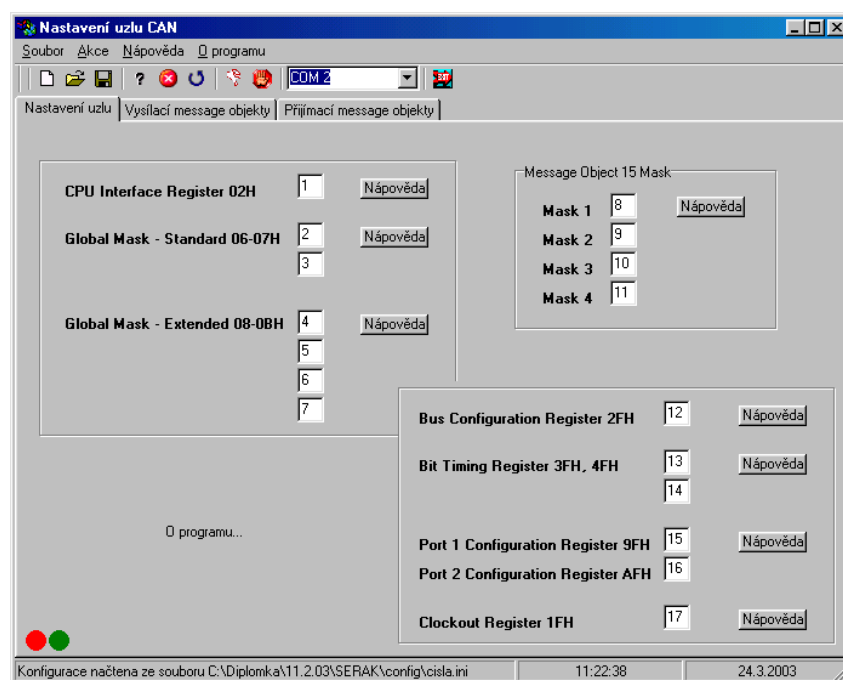 Nastavení uzlu CAN
Soubor Akce Nápověda O programu
COM 2
Nastavení uzlu Vysílací message objekty Přijímací message objekty
CPU Interface Register 02H 1 Nápověda
Global Mask - Standard 06-07H 2 Nápověda
3
Global Mask - Extended 08-0BH 4 Nápověda
5
6
7
Message Object 15 Mask
Mask 1 8 Nápověda
Mask 2 9
Mask 3 10
Mask 4 11
Bus Configuration Register 2FH 12 Nápověda
Bit Timing Register 3FH, 4FH 13 Nápověda
14
Port 1 Configuration Register 9FH 15 Nápověda
Port 2 Configuration Register AFH 16
Clockout Register 1FH 17 Nápověda
O programu...
Konfigurace načtena ze souboru C:\Diplomka\11.2.03\SERAK\config\cisla.ini 11:22:38 24.3.2003